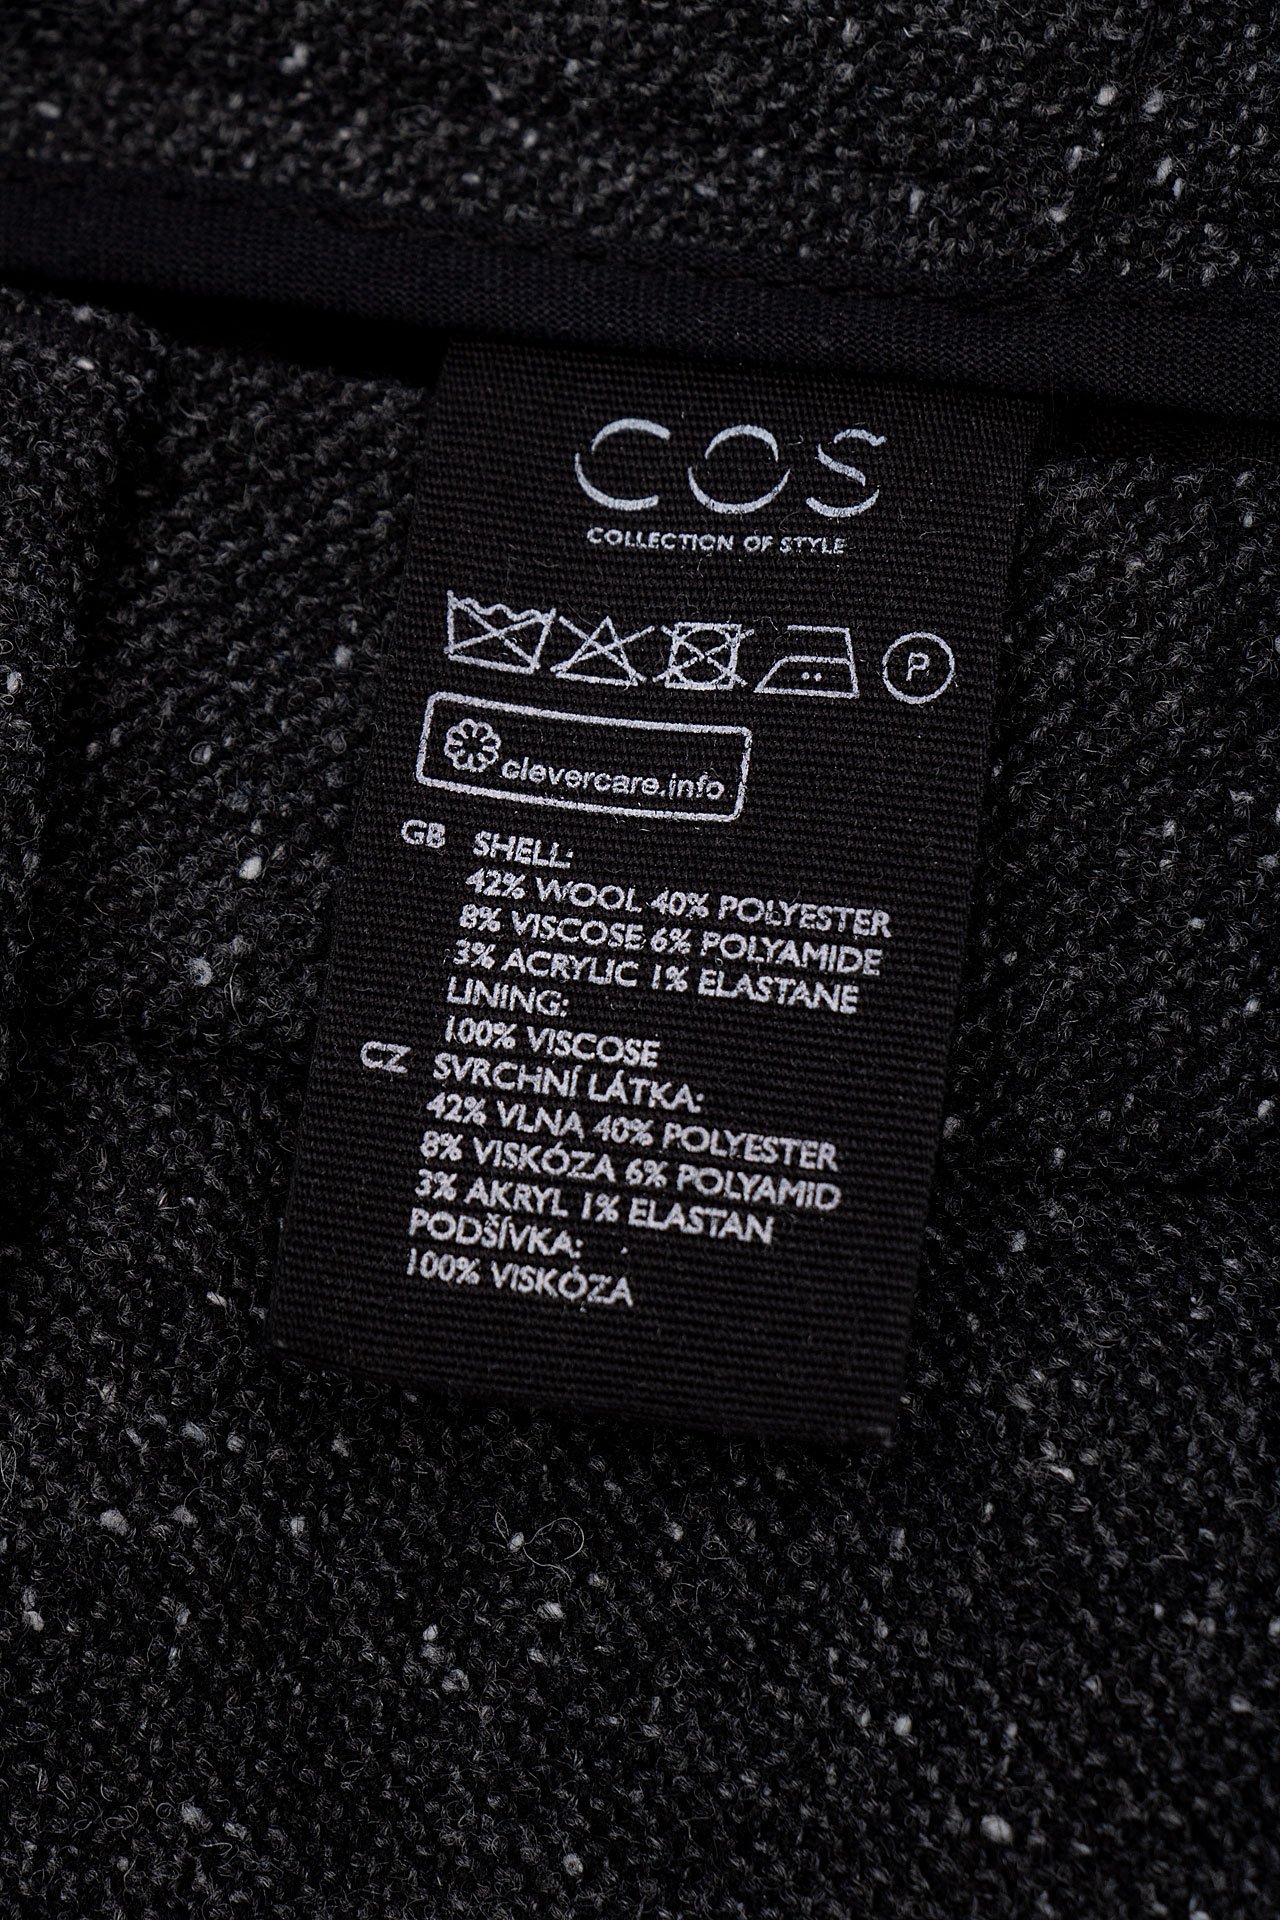 COS
COLLECTION OF STYLE
P
clevercare.info
GB SHELL:
42% WOOL 40% POLYESTER
8% VISCOSE 6% POLYAMIDE
3% ACRYLIC 1% ELASTANE
LINING:
100% VISCOSE
CZ SVRCHNÍ LÁTKA:
42% VLNA 40% POLYESTER
8% VISKÓZA 6% POLYAMID
3% AKRYL 1% ELASTAN
PODŠÍVKA:
100% VISKÓZA